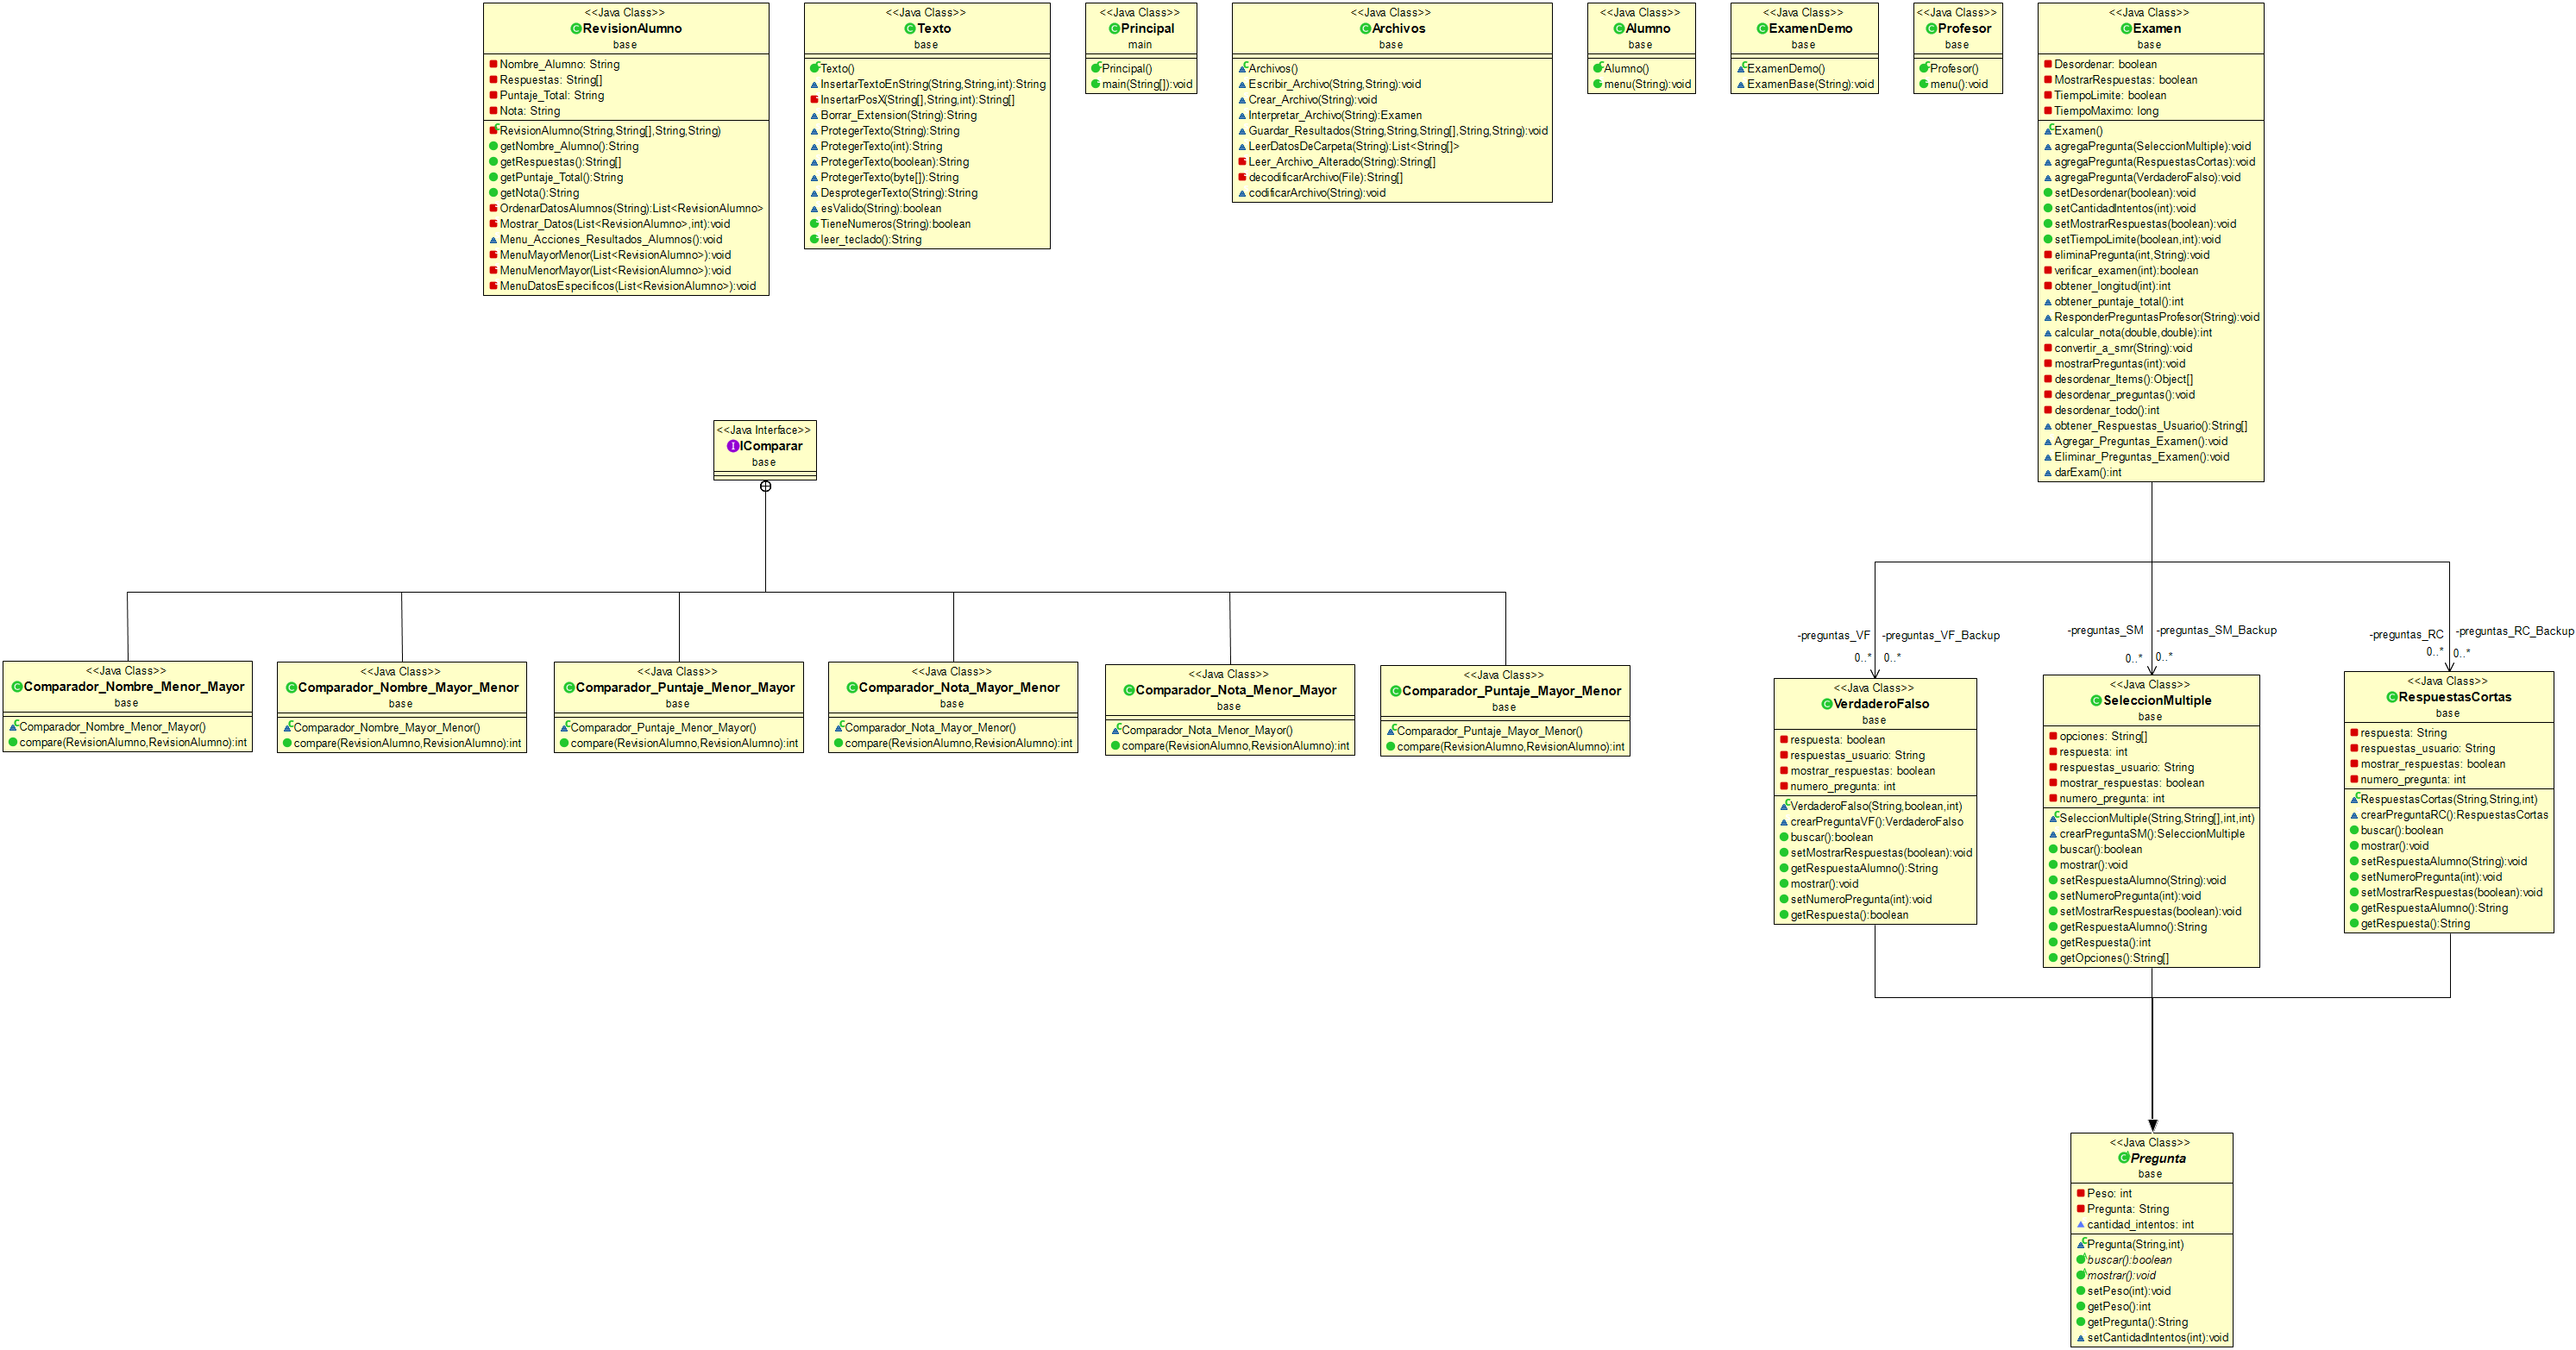 <<Java Class>>
RevisionAlumno
base
Nombre_Alumno: String
Respuestas: String[]
Puntaje_Total: String
Nota: String
RevisionAlumno(String,String[],String,String)
getNombre_Alumno():String
getRespuestas():String[]
getPuntaje_Total():String
getNota():String
OrdenarDatosAlumnos(String):List<RevisionAlumno>
Mostrar_Datos(List<RevisionAlumno>,int):void
Menu_Acciones_Resultados_Alumnos():void
MenuMayorMenor(List<RevisionAlumno>):void
MenuMenorMayor(List<RevisionAlumno>):void
MenuDatosEspecificos(List<RevisionAlumno>):void
<<Java Class>>
Texto
base
Texto()
InsertarTextoEnString(String,String,int):String
InsertarPosX(String[],String,int):String[]
Borrar_Extension(String):String
ProtegerTexto(String):String
ProtegerTexto(int):String
ProtegerTexto(boolean):String
ProtegerTexto(byte[]):String
DesprotegerTexto(String):String
esValido(String):boolean
TieneNumeros(String):boolean
leer_teclado():String
<<Java Class>>
Principal
main
Principal()
main(String[]):void
<<Java Class>>
Archivos
base
Archivos()
Escribir_Archivo(String,String):void
Crear_Archivo(String):void
Interpretar_Archivo(String):Examen
Guardar_Resultados(String,String,String[],String,String):void
LeerDatosDeCarpeta(String):List<String[]>
Leer_Archivo_Alterado(String):String[]
decodificarArchivo(File):String[]
codificarArchivo(String):void
<<Java Class>>
Alumno
base
Alumno()
menu(String):void
<<Java Class>>
ExamenDemo
base
ExamenDemo()
ExamenBase(String):void
<<Java Class>>
Profesor
base
Profesor()
menu():void
<<Java Class>>
Examen
base
Desordenar: boolean
MostrarRespuestas: boolean
TiempoLimite: boolean
TiempoMaximo: long
Examen()
agregaPregunta(SeleccionMultiple):void
agregaPregunta(RespuestasCortas):void
agregaPregunta(VerdaderoFalso):void
setDesordenar(boolean):void
setCantidadIntentos(int):void
setMostrarRespuestas(boolean):void
setTiempoLimite(boolean,int):void
eliminaPregunta(int,String):void
verificar_examen(int):boolean
obtener_longitud(int):int
obtener_puntaje_total():int
ResponderPreguntasProfesor(String):void
calcular_nota(double,double):int
convertir_a_smr(String):void
mostrarPreguntas(int):void
desordenar_Items():Object[]
desordenar_preguntas():void
desordenar_todo():int
obtener_Respuestas_Usuario():String[]
Agregar_Preguntas_Examen():void
Eliminar_Preguntas_Examen():void
darExam():int
<<Java Interface>>
IComparar
base
-preguntas_VF
-preguntas_VF_Backup
0..*
0..*
-preguntas_SM
-preguntas_SM_Backup
0..*
0..*
-preguntas_RC
-preguntas_RC_Backup
0..*
0..*
<<Java Class>>
Comparador_Nombre_Menor_Mayor
base
Comparador_Nombre_Menor_Mayor()
compare(RevisionAlumno,RevisionAlumno):int
<<Java Class>>
Comparador_Nombre_Mayor_Menor
base
Comparador_Nombre_Mayor_Menor()
compare(RevisionAlumno,RevisionAlumno):int
<<Java Class>>
Comparador_Puntaje_Menor_Mayor
base
Comparador_Puntaje_Menor_Mayor()
compare(RevisionAlumno,RevisionAlumno):int
<<Java Class>>
Comparador_Nota_Mayor_Menor
base
Comparador_Nota_Mayor_Menor()
compare(RevisionAlumno,RevisionAlumno):int
<<Java Class>>
Comparador_Nota_Menor_Mayor
base
Comparador_Nota_Menor_Mayor()
compare(RevisionAlumno,RevisionAlumno):int
<<Java Class>>
Comparador_Puntaje_Mayor_Menor
base
Comparador_Puntaje_Mayor_Menor()
compare(RevisionAlumno,RevisionAlumno):int
<<Java Class>>
VerdaderoFalso
base
respuesta: boolean
respuestas_usuario: String
mostrar_respuestas: boolean
numero_pregunta: int
VerdaderoFalso(String,boolean,int)
crearPreguntaVF():VerdaderoFalso
buscar():boolean
setMostrarRespuestas(boolean):void
getRespuestaAlumno():String
mostrar():void
setNumeroPregunta(int):void
getRespuesta():boolean
<<Java Class>>
SeleccionMultiple
base
opciones: String[]
respuesta: int
respuestas_usuario: String
mostrar_respuestas: boolean
numero_pregunta: int
SeleccionMultiple(String,String[],int,int)
crearPreguntaSM():SeleccionMultiple
buscar():boolean
mostrar():void
setRespuestaAlumno(String):void
setNumeroPregunta(int):void
setMostrarRespuestas(boolean):void
getRespuestaAlumno():String
getRespuesta():int
getOpciones():String[]
<<Java Class>>
RespuestasCortas
base
respuesta: String
respuestas_usuario: String
mostrar_respuestas: boolean
numero_pregunta: int
RespuestasCortas(String,String,int)
crearPreguntaRC():RespuestasCortas
buscar():boolean
mostrar():void
setRespuestaAlumno(String):void
setNumeroPregunta(int):void
setMostrarRespuestas(boolean):void
getRespuestaAlumno():String
getRespuesta():String
<<Java Class>>
Pregunta
base
Peso: int
Pregunta: String
cantidad_intentos: int
Pregunta(String,int)
buscar():boolean
mostrar():void
setPeso(int):void
getPeso():int
getPregunta():String
setCantidadIntentos(int):void